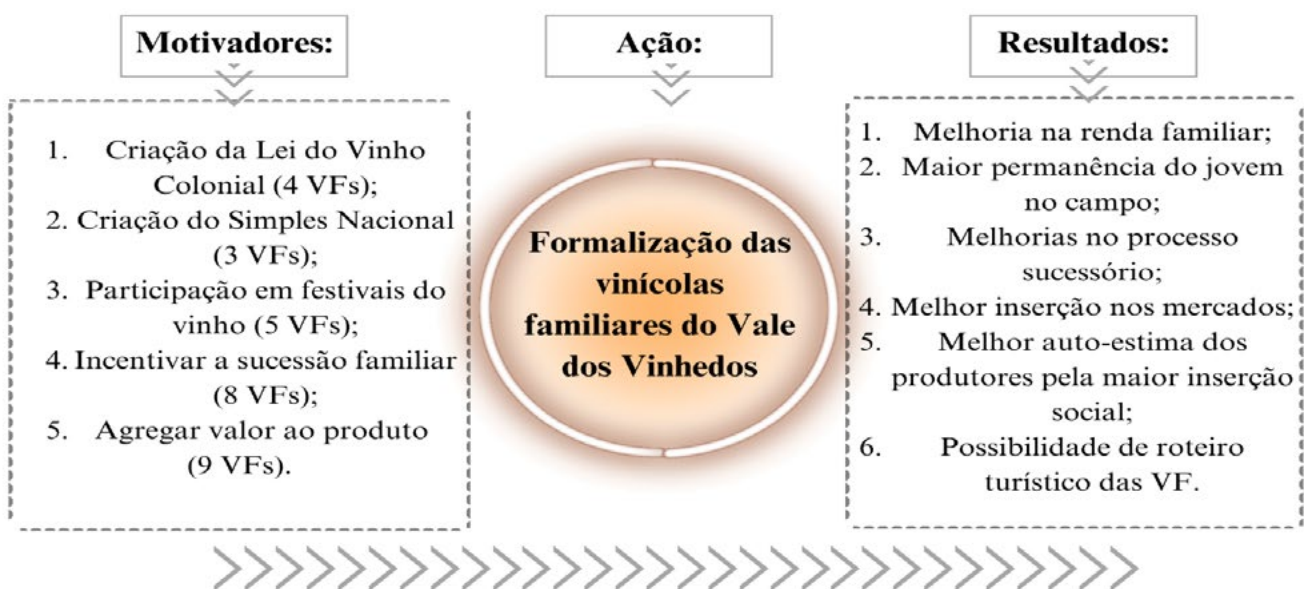 Motivadores:
1. Criação da Lei do Vinho
Colonial (4 VFs);
2. Criação do Simples Nacional
(3 VFs);
3. Participação em festivais do
vinho (5 VFs);
4. Incentivar a sucessão familiar
(8 VFs);
5. Agregar valor ao produto
(9 VFs).
Ação:
Formalização das
vinícolas
familiares do Vale
dos Vinhedos
Resultados:
1. Melhoria na renda familiar;
2. Maior permanência do jovem
no campo;
3. Melhorias no processo
sucessório;
4. Melhor inserção nos mercados;
5. Melhor auto-estima dos
produtores pela maior inserção
social;
6. Possibilidade de roteiro
turístico das VF.